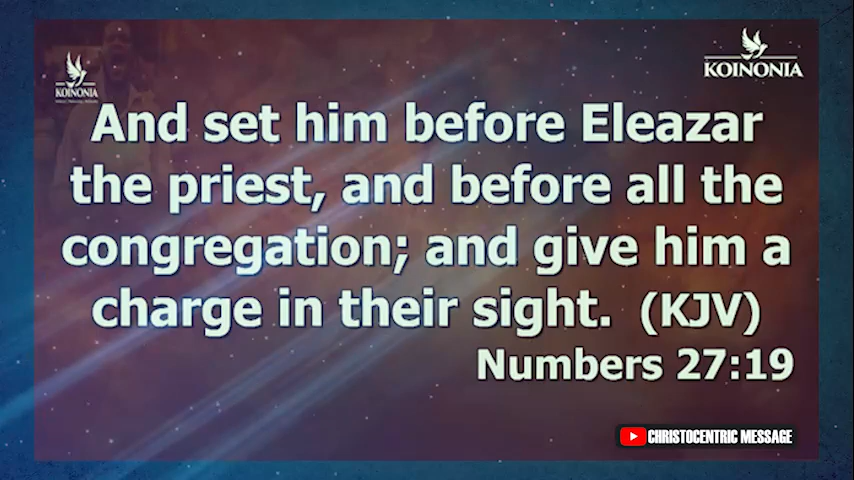 KOINONIA
KOINONIA
And set him before Eleazar
the priest, and before all the
congregation; and give him a
charge in their sight. (KJV)
Numbers 27:19
CHRISTOCENTRIC MESSAGE